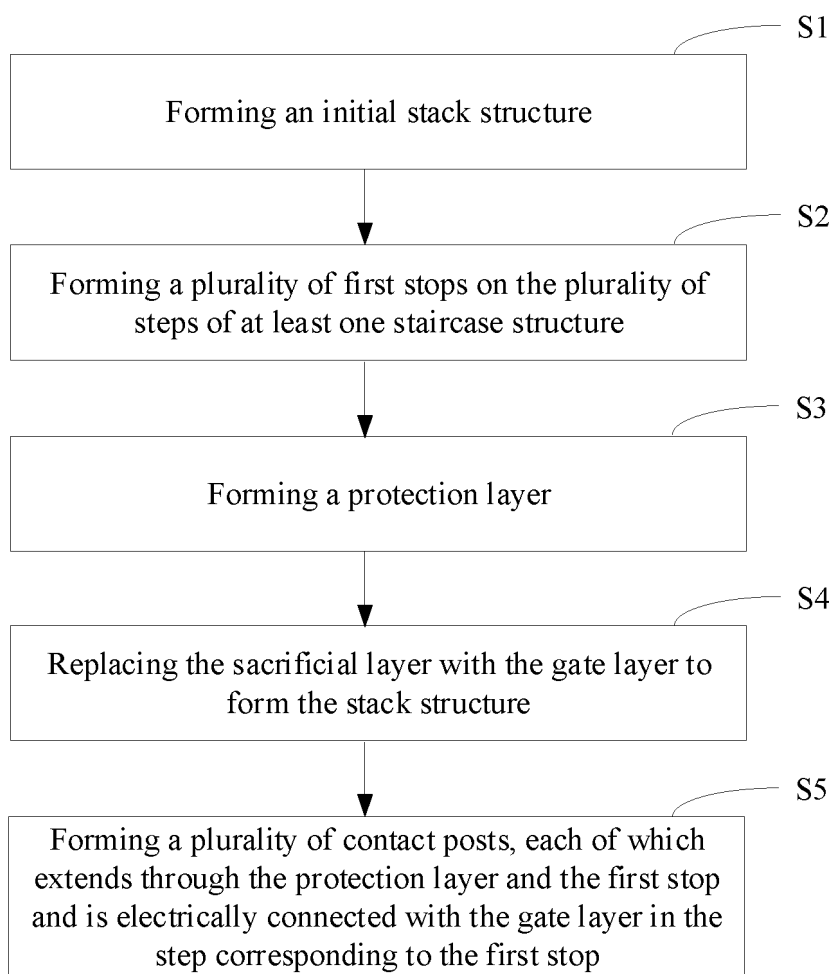 S1
Forming an initial stack structure
S2
Forming a plurality of first stops on the plurality of
steps of at least one staircase structure
S3
Forming a protection layer
S4
Replacing the sacrificial layer with the gate layer to
form the stack structure
S5
Forming a plurality of contact posts, each of which
extends through the protection layer and the first stop
and is electrically connected with the gate layer in the
step corresponding to the first stop